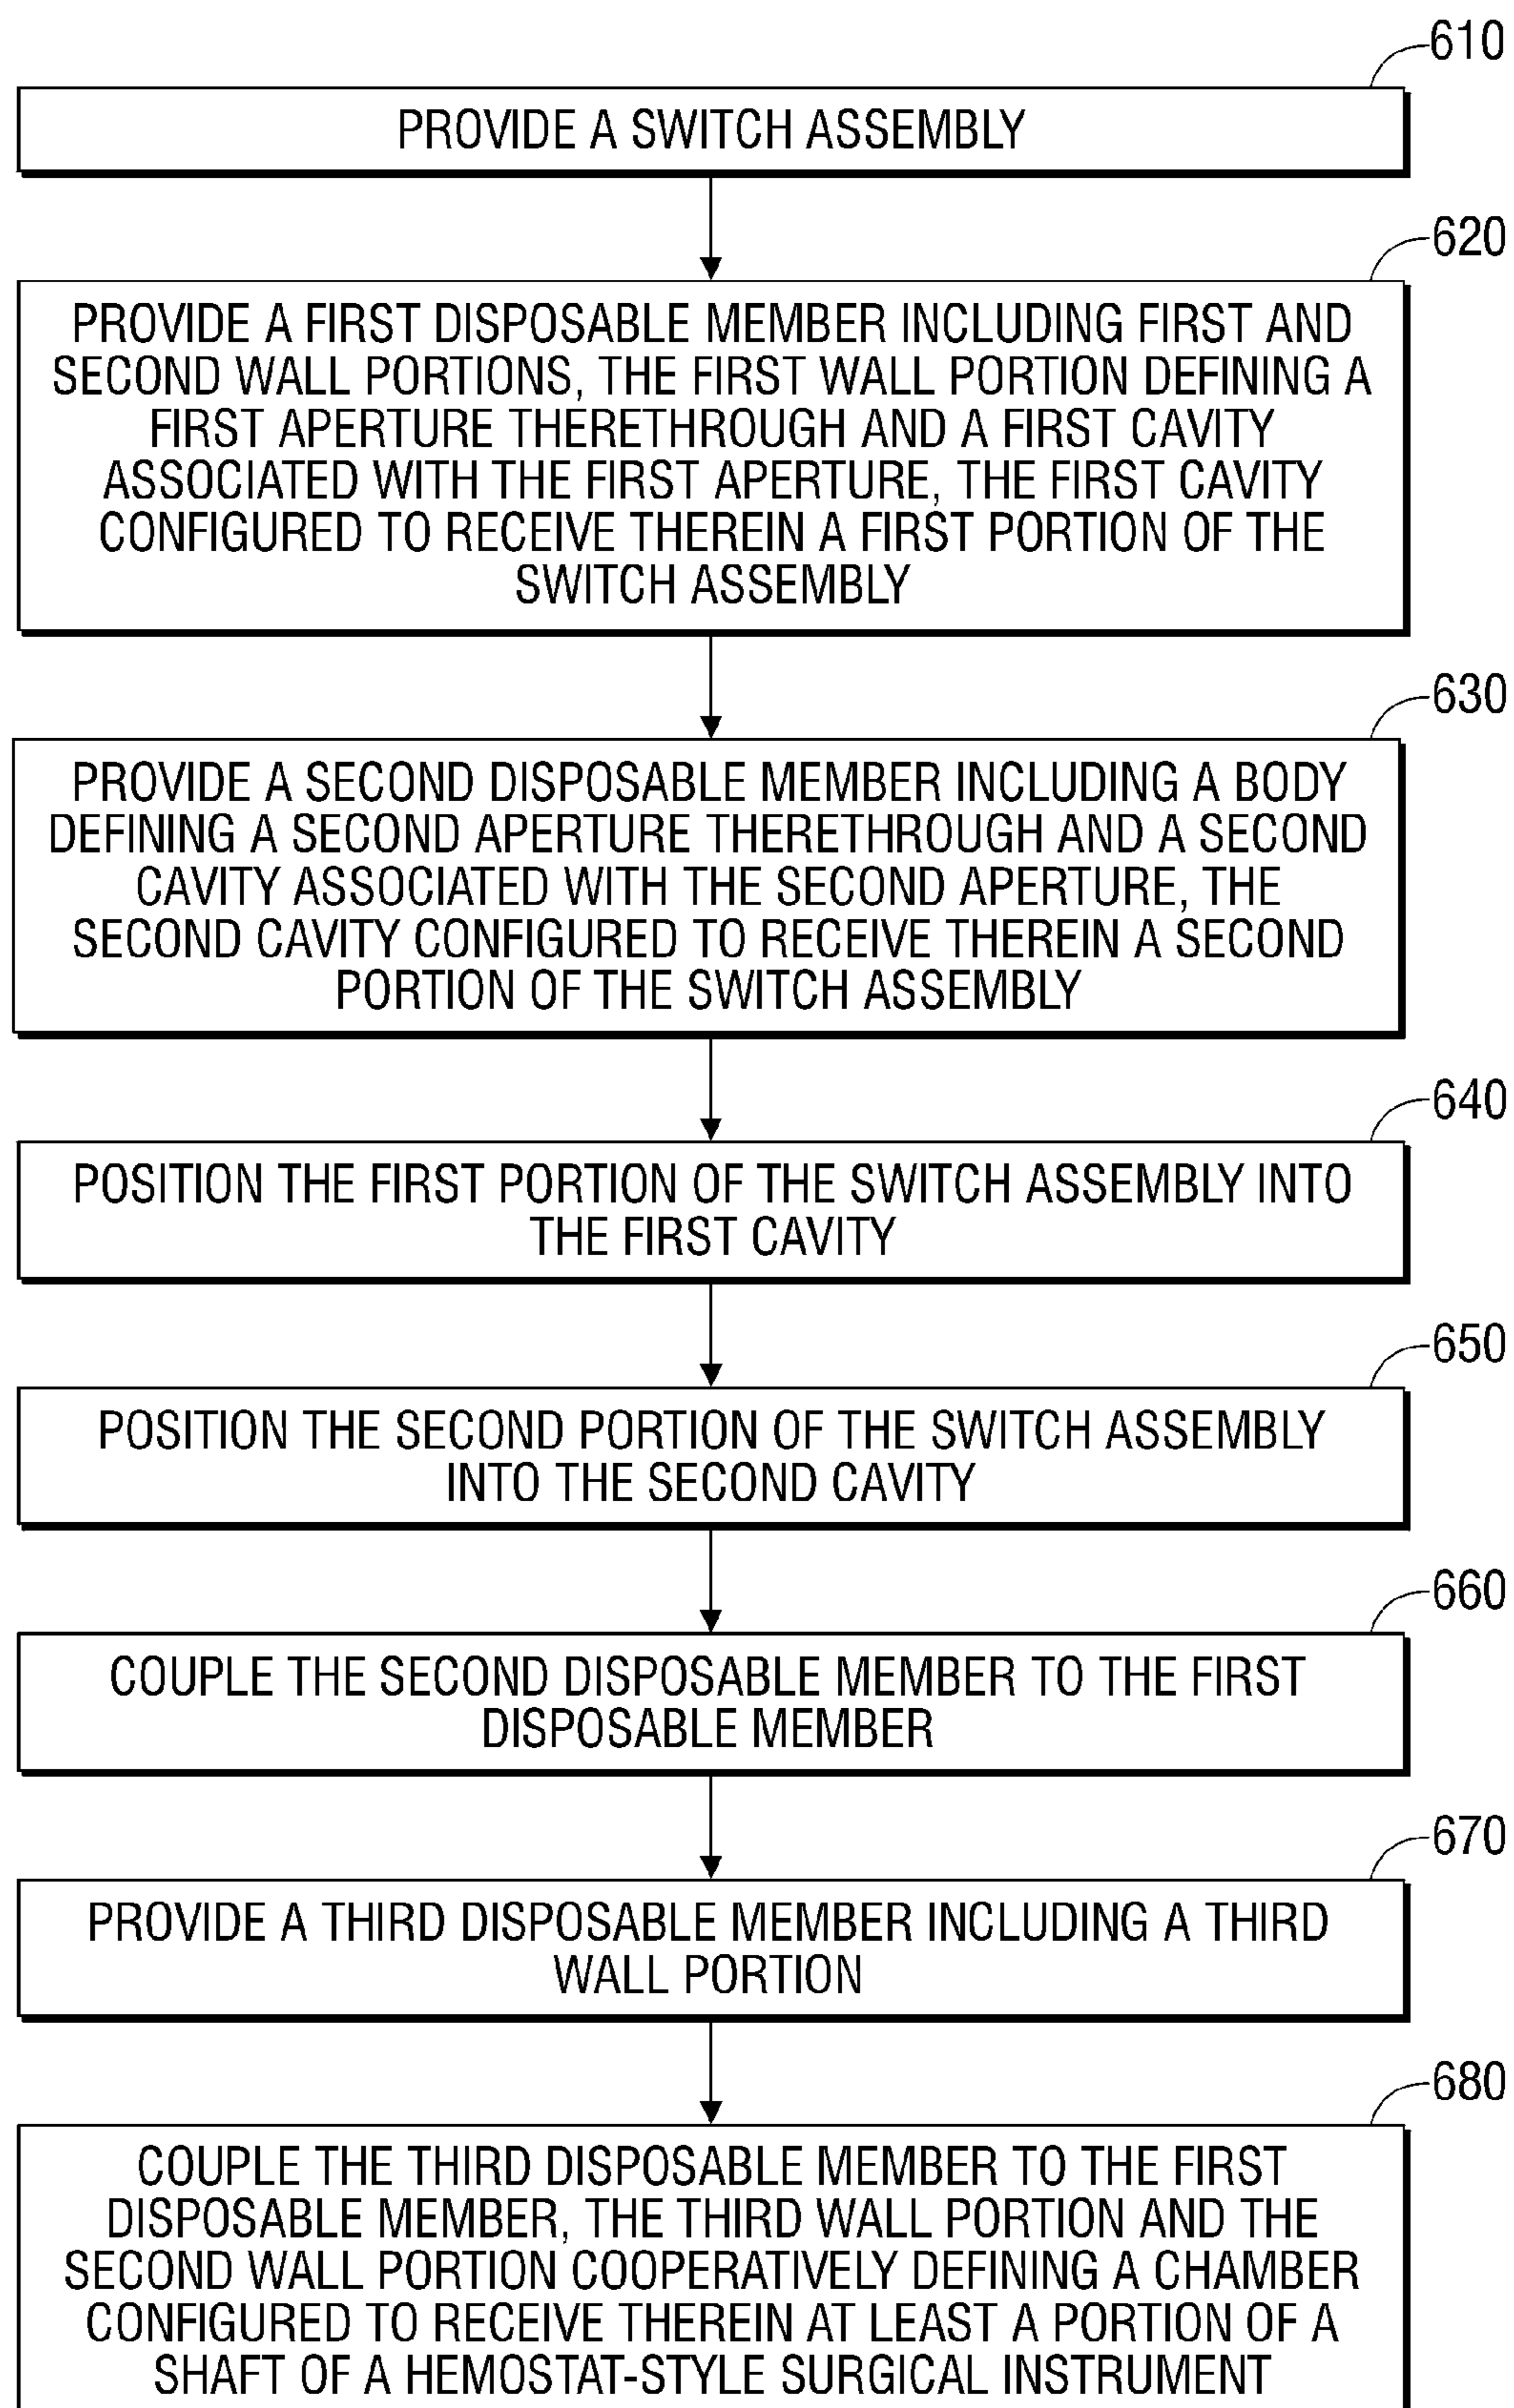 610
PROVIDE A SWITCH ASSEMBLY
620
PROVIDE A FIRST DISPOSABLE MEMBER INCLUDING FIRST AND
SECOND WALL PORTIONS, THE FIRST WALL PORTION DEFINING A
FIRST APERTURE THERETHROUGH AND A FIRST CAVITY
ASSOCIATED WITH THE FIRST APERTURE, THE FIRST CAVITY
CONFIGURED TO RECEIVE THEREIN A FIRST PORTION OF THE
SWITCH ASSEMBLY
630
PROVIDE A SECOND DISPOSABLE MEMBER INCLUDING A BODY
DEFINING A SECOND APERTURE THERETHROUGH AND A SECOND
CAVITY ASSOCIATED WITH THE SECOND APERTURE, THE
SECOND CAVITY CONFIGURED TO RECEIVE THEREIN A SECOND
PORTION OF THE SWITCH ASSEMBLY
640
POSITION THE FIRST PORTION OF THE SWITCH ASSEMBLY INTO
THE FIRST CAVITY
650
POSITION THE SECOND PORTION OF THE SWITCH ASSEMBLY
INTO THE SECOND CAVITY
660
COUPLE THE SECOND DISPOSABLE MEMBER TO THE FIRST
DISPOSABLE MEMBER
670
PROVIDE A THIRD DISPOSABLE MEMBER INCLUDING A THIRD
WALL PORTION
680
COUPLE THE THIRD DISPOSABLE MEMBER TO THE FIRST
DISPOSABLE MEMBER, THE THIRD WALL PORTION AND THE
SECOND WALL PORTION COOPERATIVELY DEFINING A CHAMBER
CONFIGURED TO RECEIVE THEREIN AT LEAST A PORTION OF A
SHAFT OF A HEMOSTAT-STYLE SURGICAL INSTRUMENT